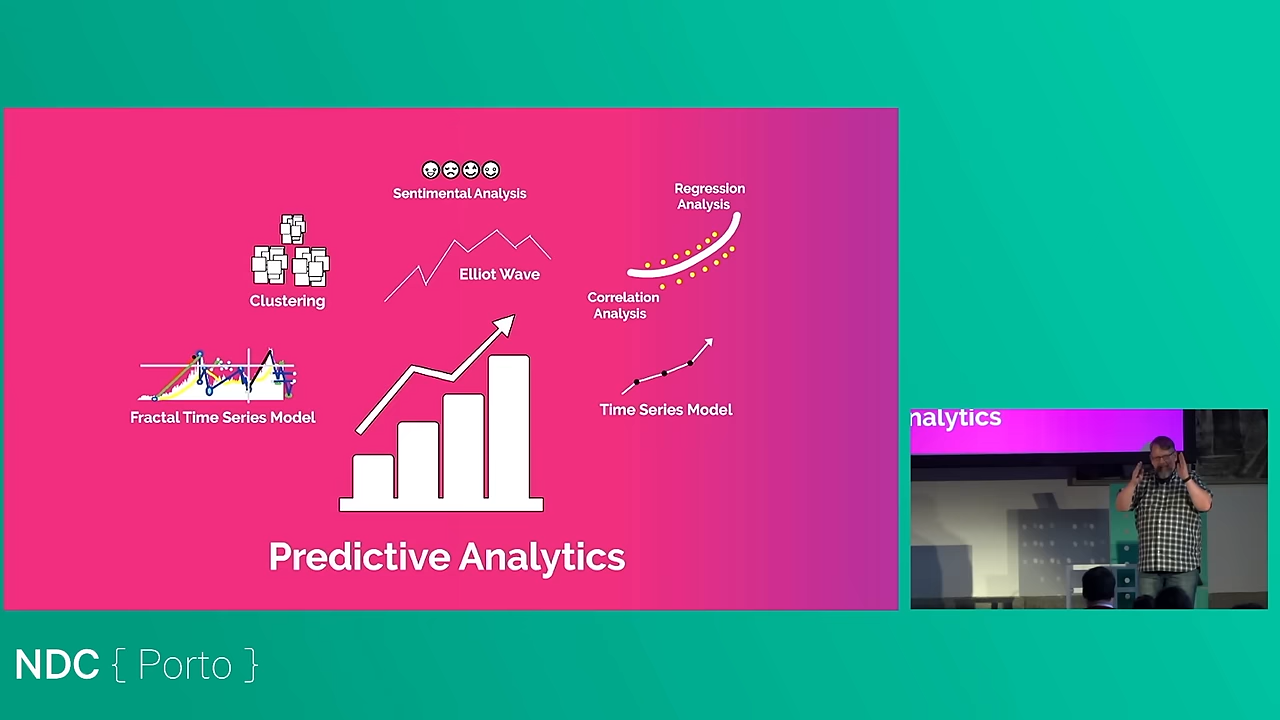 Sentimental Analysis
Regression
Analysis
Elliot Wave
Clustering
Correlation
Analysis
Fractal Time Series Model
Time Series Model
nalytics
Predictive Analytics
NDC { Porto }